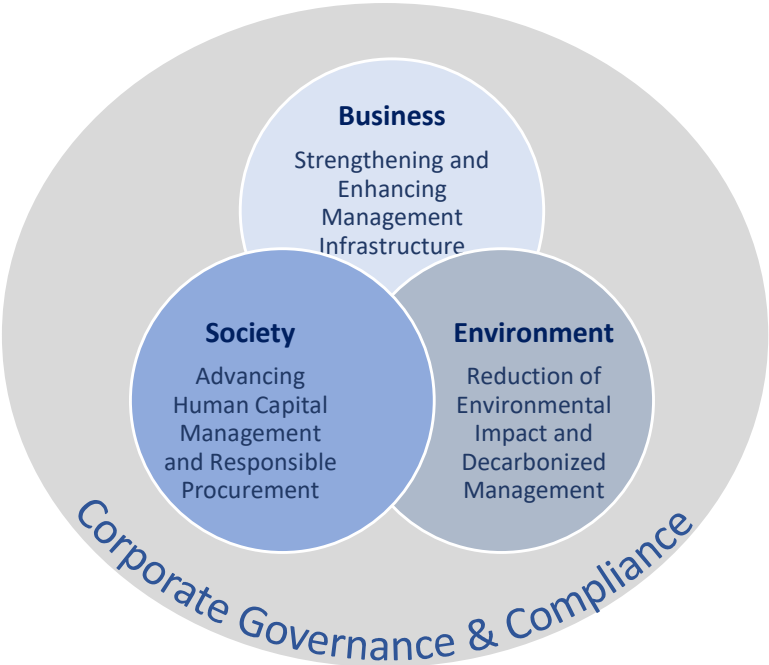 Business
Strengthening and
Enhancing
Management
Infrastructure
Society
Advancing
Human Capital
Management
and Responsible
Procurement
Environment
Reduction of
Environmental
Impact and
Decarbonized
Management
Corporate Governance & Compliance